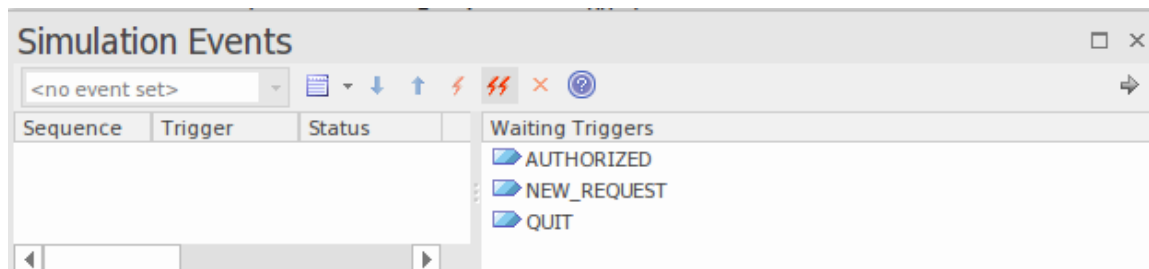 Simulation Events
<no event set>
Sequence Trigger Status Waiting Triggers
AUTHORIZED
NEW_REQUEST
QUIT